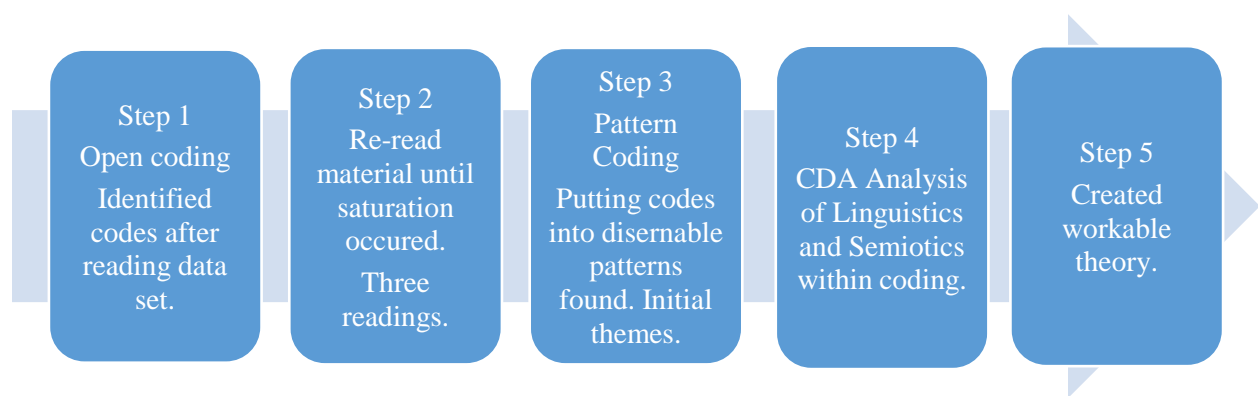 Step 1
Open coding
Identified
codes after
reading data
set.
Step 2
Re-read
material until
saturation
occured.
Three
readings.
Step 3
Pattern
Coding
Putting codes
into disernable
patterns
found. Initial
themes.
Step 4
CDA Analysis
of Linguistics
and Semiotics
within coding.
Step 5
Created
workable
theory.